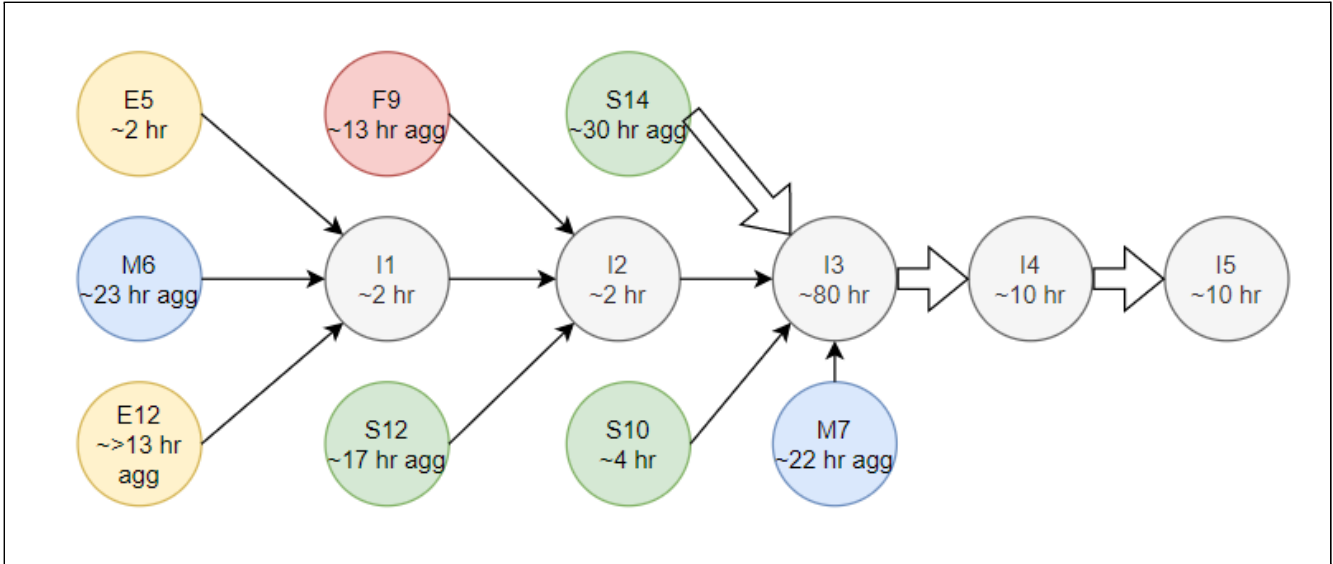 E5
~2 hr
F9
~13 hr agg
S14
~30 hr agg
M6
~23 hr agg
I1
~2 hr
I2
~2 hr
I3
~80 hr
I4
~10 hr
I5
~10 hr
E12
~>13 hr
agg
S12
~17 hr agg
S10
~4 hr
M7
~22 hr agg